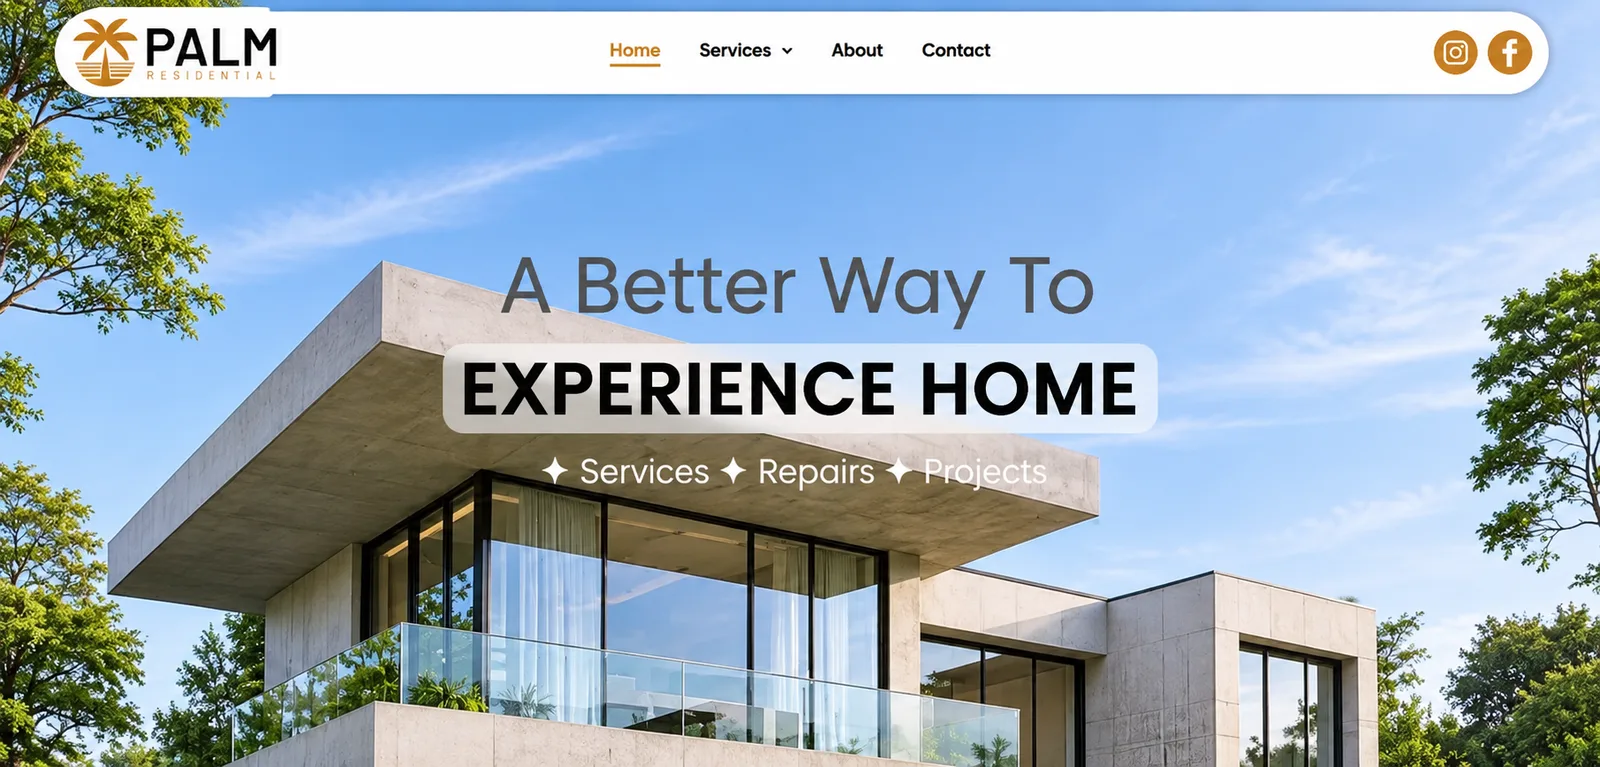 PALM
RESIDENTIAL
Home Services About Contact
A Better Way To
EXPERIENCE HOME
✦ Services ✦ Repairs ✦ Projects